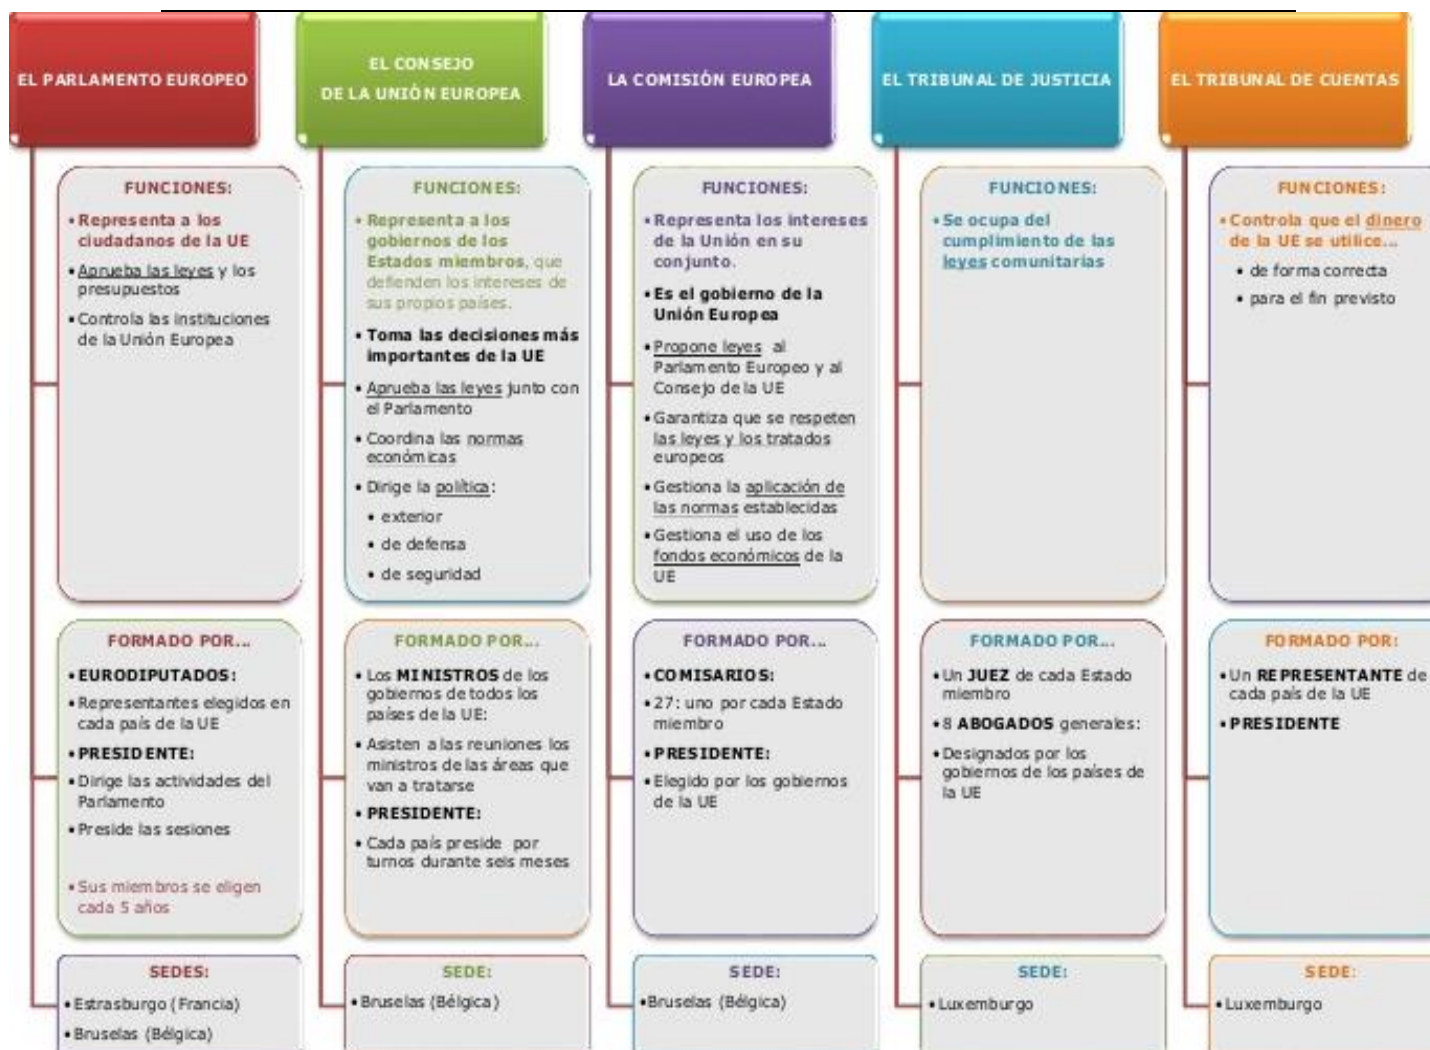 EL PARLAMENTO EUROPEO
FUNCIONES:
• Representa a los
ciudadanos de la UE
• Aprueba las leyes y los
presupuestos
• Controla las instituciones
de la Unión Europea
FORMADO POR...
• EURODIPUTADOS:
• Representantes elegidos en
cada país de la UE
• PRESIDENTE:
• Dirige las actividades del
Parlamento
• Preside las sesiones
• Sus miembros se eligen
cada 5 años
SEDES:
• Estrasburgo (Francia)
• Bruselas (Bélgica)
EL CONSEJO
DE LA UNIÓN EUROPEA
FUNCIONES:
• Representa a los
gobiernos de los
Estados miembros, que
defienden los intereses de
sus propios países.
• Toma las decisiones más
importantes de la UE
• Aprueba las leyes junto con
el Parlamento
• Coordina las normas
económicas
• Dirige la política:
• exterior
• de defensa
• de seguridad
FORMADO POR...
• Los MINISTROS de los
gobiernos de todos los
países de la UE:
• Asisten a las reuniones los
ministros de las áreas que
van a tratarse
• PRESIDENTE:
• Cada país preside por
turnos durante seis meses
SEDE:
• Bruselas (Bélgica)
LA COMISIÓN EUROPEA
FUNCIONES:
• Representa los intereses
de la Unión en su
conjunto.
• Es el gobierno de la
Unión Europea
• Propone leyes al
Parlamento Europeo y al
Consejo de la UE
• Garantiza que se respeten
las leyes y los tratados
europeos
• Gestiona la aplicación de
las normas establecidas
• Gestiona el uso de los
fondos económicos de la
UE
FORMADO POR...
• COMISARIOS:
• 27: uno por cada Estado
miembro
• PRESIDENTE:
• Elegido por los gobiernos
de la UE
SEDE:
• Bruselas (Bélgica)
EL TRIBUNAL DE JUSTICIA
FUNCIONES:
• Se ocupa del
cumplimiento de las
leyes comunitarias
FORMADO POR...
• Un JUEZ de cada Estado
miembro
• 8 ABOGADOS generales:
• Designados por los
gobiernos de los países de
la UE
SEDE:
• Luxemburgo
EL TRIBUNAL DE CUENTAS
FUNCIONES:
• Controla que el dinero
de la UE se utilice...
• de forma correcta
• para el fin previsto
FORMADO POR:
• Un REPRESENTANTE de
cada país de la UE
• PRESIDENTE
SEDE:
• Luxemburgo